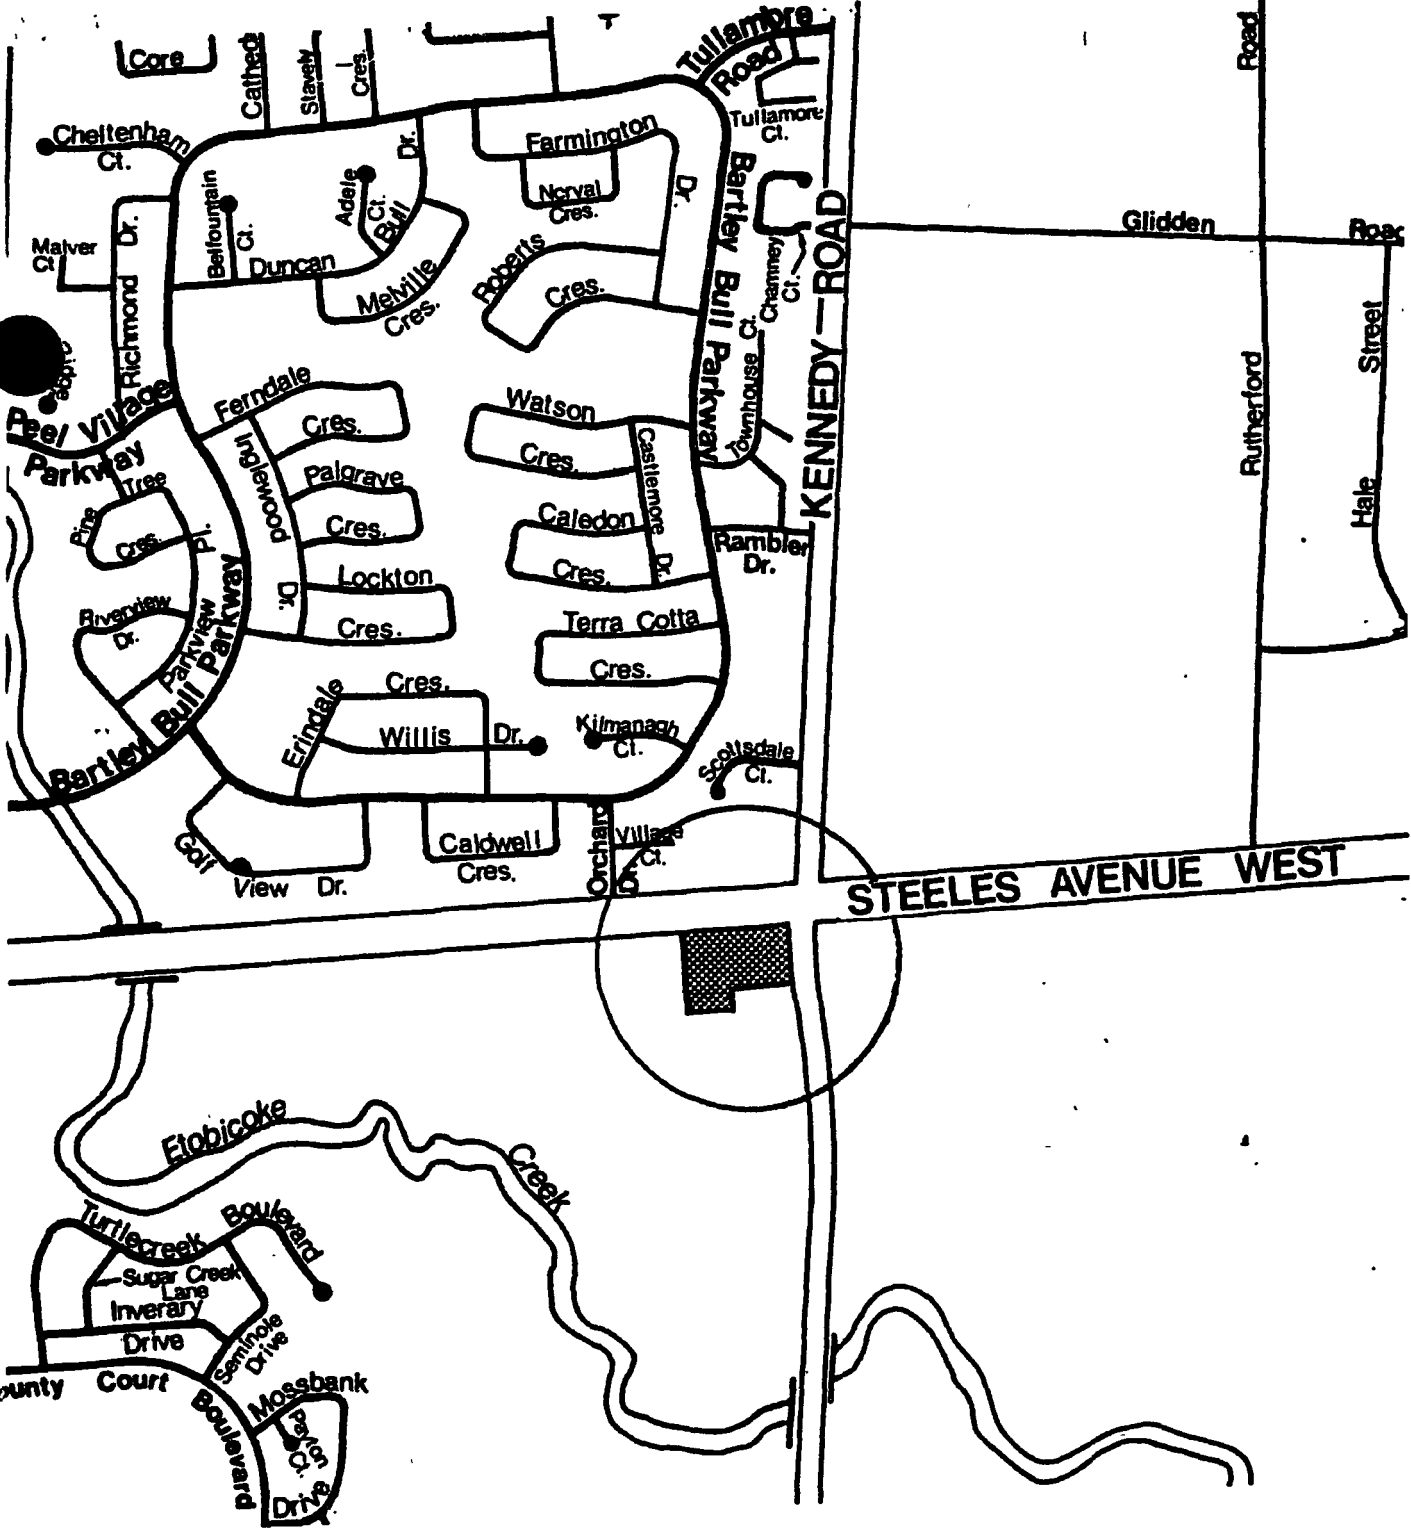 Core
Cathed
Stavely
Cres.
Tullamore
Road
Tullamore
Ct.
Road
Cheltenham
Ct.
Farmington
Dr.
Dr.
Norval
Cres.
Adele
Ct.
Belfountain
Ct.
Bull
Duncan
Malver
Ct
Richmond Dr.
Melville
Cres.
Roberts
Cres.
Bartley Bull Parkway
Chamney
Ct.
KENNEDY ROAD
Glidden Road
Rutherford
Hale Street
Peel Village
Parkway
Ferndale
Cres.
Inglewood
Dr.
Palgrave
Cres.
Watson
Cres.
Castlemore
Dr.
Townhouse Ct.
Pine Tree
Cres.
Caledon
Cres.
Rambler
Dr.
Lockton
Cres.
Riverview
Dr.
Parkview Pl.
Terra Cotta
Cres.
Bartley Bull Parkway
Erindale Cres.
Willis Dr.
Kilmanagh
Ct.
Scottsdale
Ct.
Golf View Dr.
Caldwell
Cres.
Orchard
Dr.
Village
Ct.
STEELES AVENUE WEST
Etobicoke Creek
Turtlecreek Boulevard
Sugar Creek
Lane
Inverary
Drive
Seminole
Drive
ounty Court Boulevard
Mossbank
Ct.
Drive